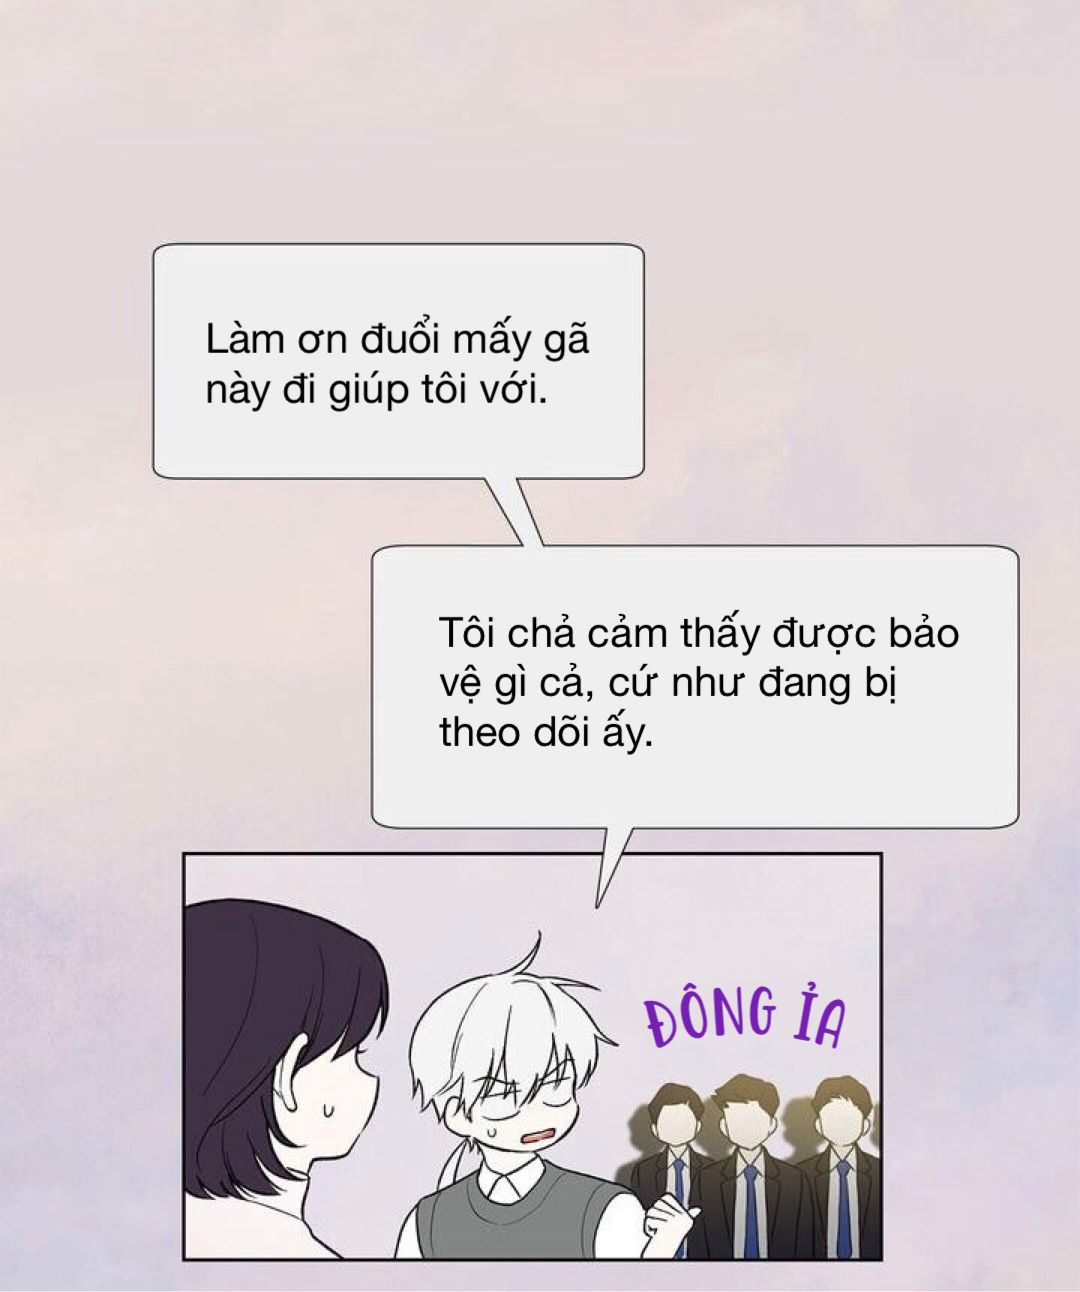 Làm ơn đuổi mấy gã
này đi giúp tôi với.
Tôi chả cảm thấy được bảo
vệ gì cả, cứ như đang bị
theo dõi ấy.
ĐÔNG ỈA